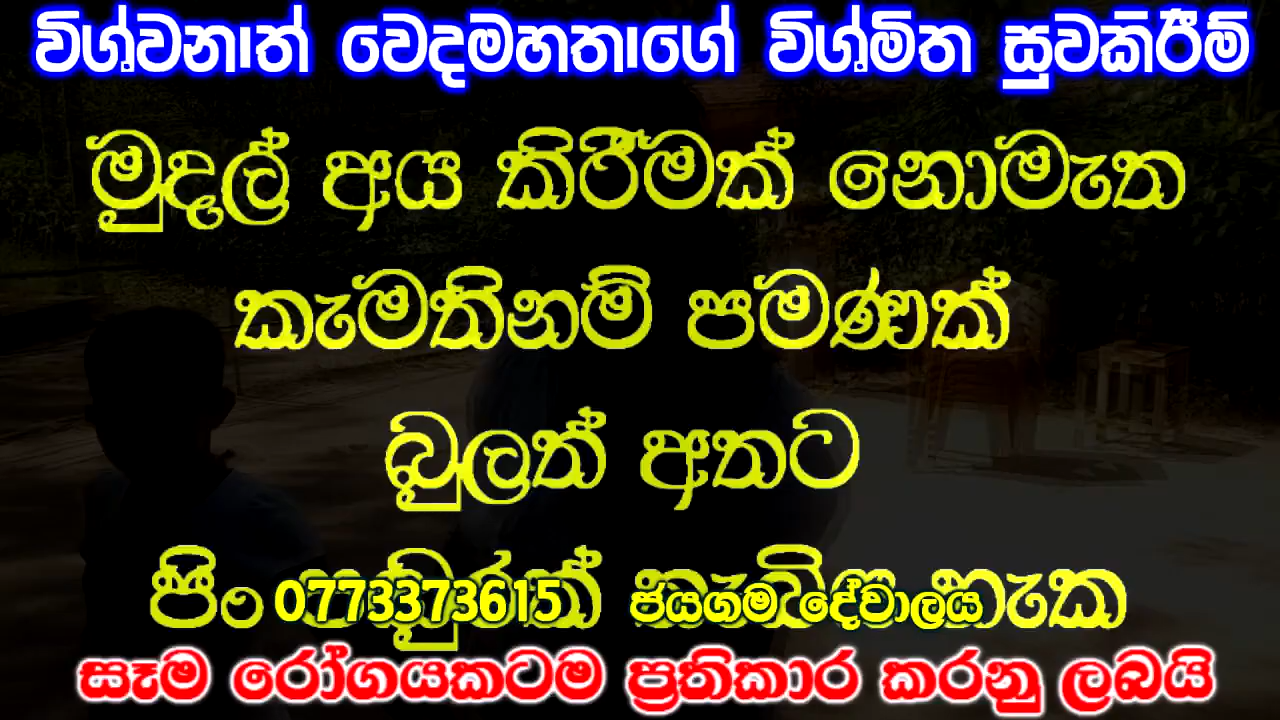 විශ්වනාත් වෙදමහතාගේ විශ්මිත සුවකිරීම්
මුදල් අය කිරීමක් නොමැත
කැමතිනම් පමණක්
බුලත් අතට
පිං
0773373615 ජයගම දේවාලය
සෑම රෝගයකටම ප්‍රතිකාර කරනු ලබයි